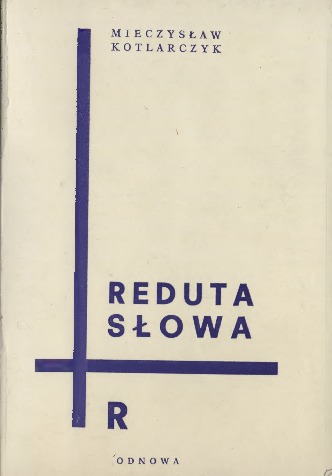 MIECZYSŁAW
KOTLARCZYK
REDUTA
SŁOWA
R
ODNOWA